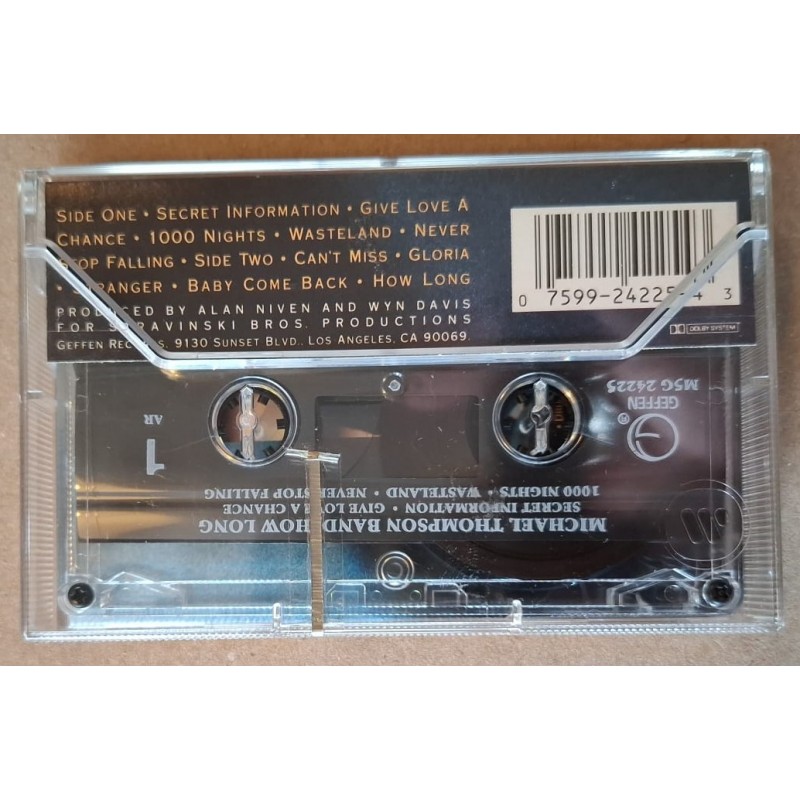 SIDE ONE • SECRET INFORMATION • GIVE LOVE A
CHANCE • 1000 NIGHTS • WASTELAND • NEVER
STOP FALLING • SIDE TWO • CAN'T MISS • GLORIA
• STRANGER • BABY COME BACK • HOW LONG
PRODUCED BY ALAN NIVEN AND WYN DAVIS
FOR STRAVINSKI BROS. PRODUCTIONS
GEFFEN RECORDS, 9130 SUNSET BLVD., LOS ANGELES, CA 90069.
0 7599-24225-4 3
DOLBY SYSTEM
GEFFEN
M5G 24225
®
1
AR
MICHAEL THOMPSON BAND/HOW LONG
SECRET INFORMATION • GIVE LOVE A CHANCE
1000 NIGHTS • WASTELAND • NEVER STOP FALLING